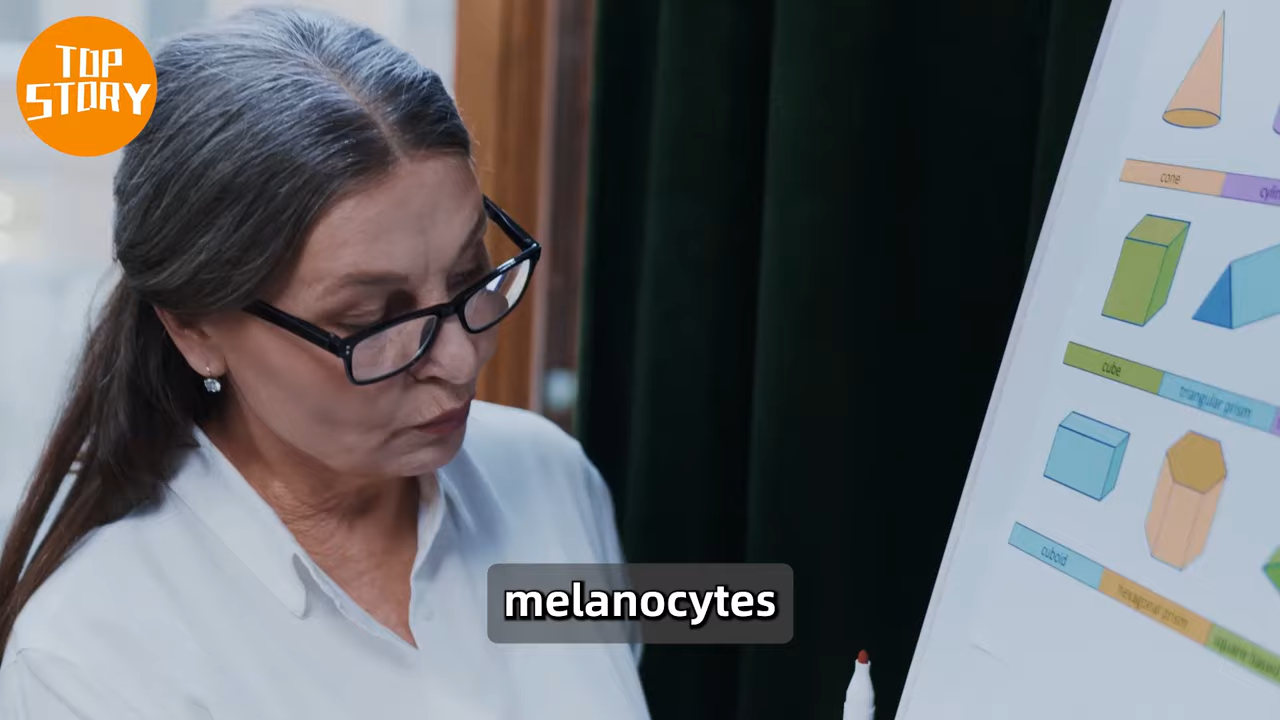 TOP
STORY
cone
cube
triangular prism
melanocytes
cuboid
hexagonal prism